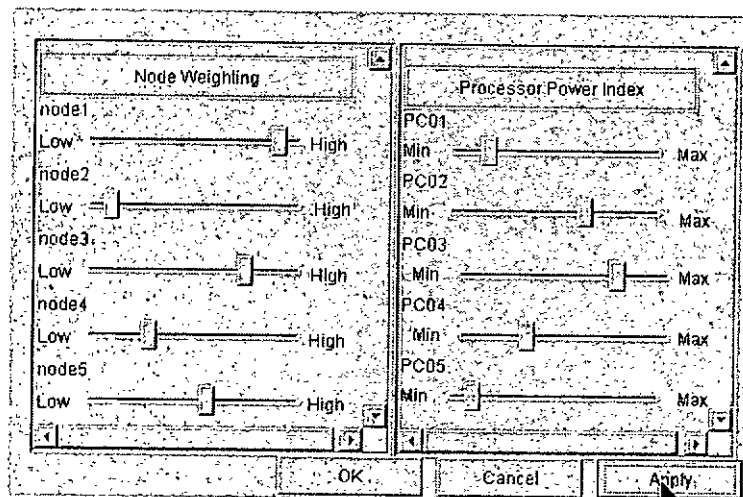 Node Weighling
node1
Low High
node2
Low High
node3
Low High
node4
Low High
node5
Low High
Processor Power Index
PC01
Min Max
PC02
Min Max
PC03
Min Max
PC04
Min Max
PC05
Min Max
OK Cancel Apply